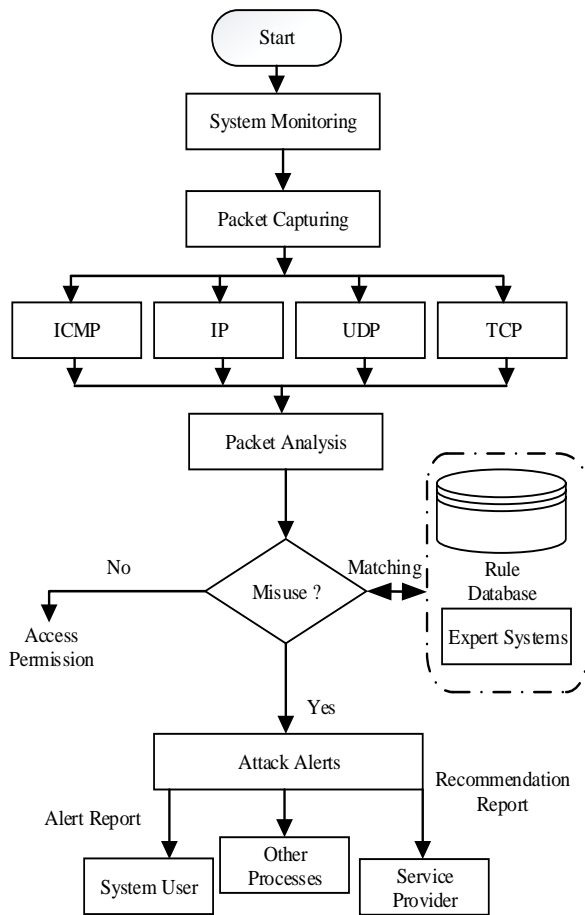 Start
System Monitoring
Packet Capturing
ICMP
IP
UDP
TCP
Packet Analysis
No
Misuse ?
Matching
Rule
Database
Expert Systems
Access
Permission
Yes
Attack Alerts
Alert Report
Recommendation
Report
System User
Other
Processes
Service
Provider